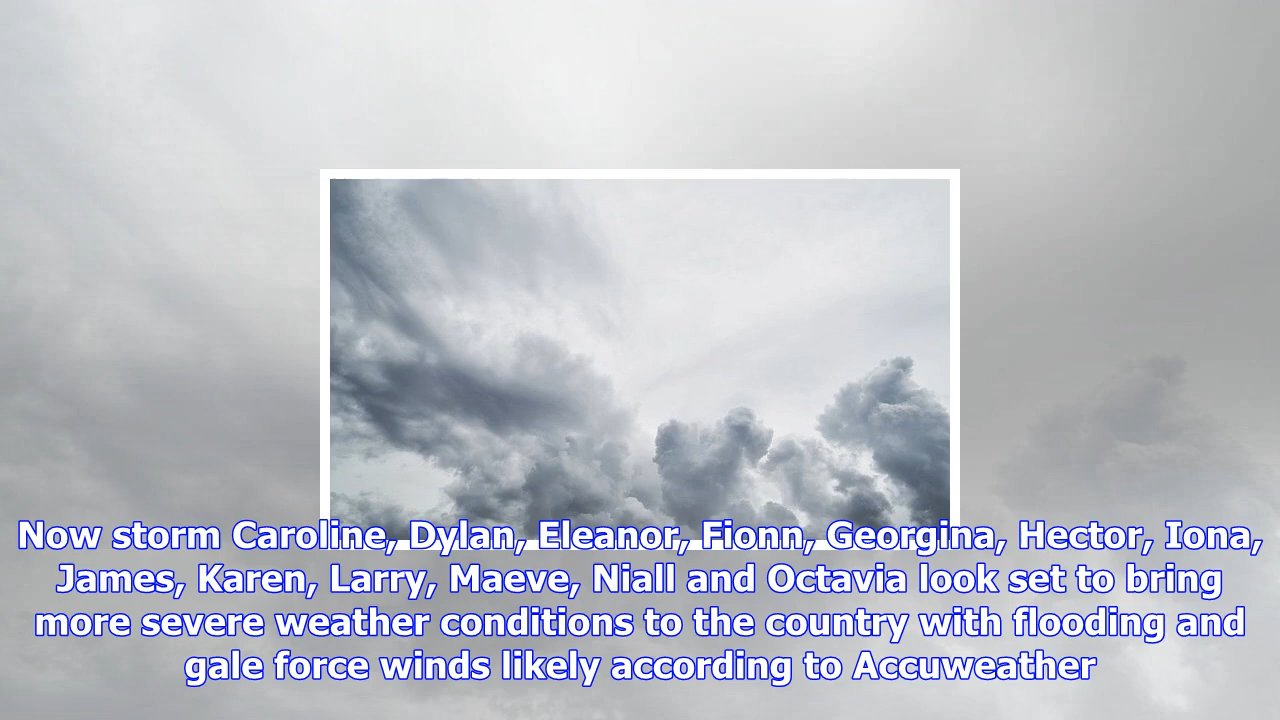 Now storm Caroline, Dylan, Eleanor, Fionn, Georgina, Hector, Iona,
James, Karen, Larry, Maeve, Niall and Octavia look set to bring
more severe weather conditions to the country with flooding and
gale force winds likely according to Accuweather